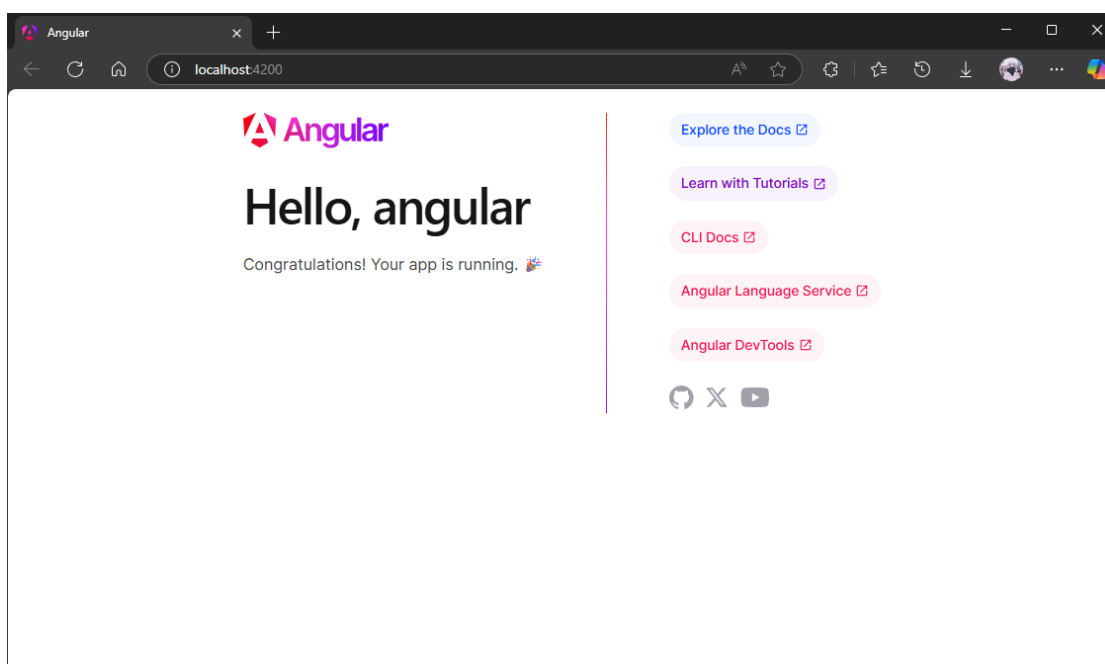 Angular
localhost:4200
Angular
Hello, angular
Congratulations! Your app is running. 🎉
Explore the Docs
Learn with Tutorials
CLI Docs
Angular Language Service
Angular DevTools